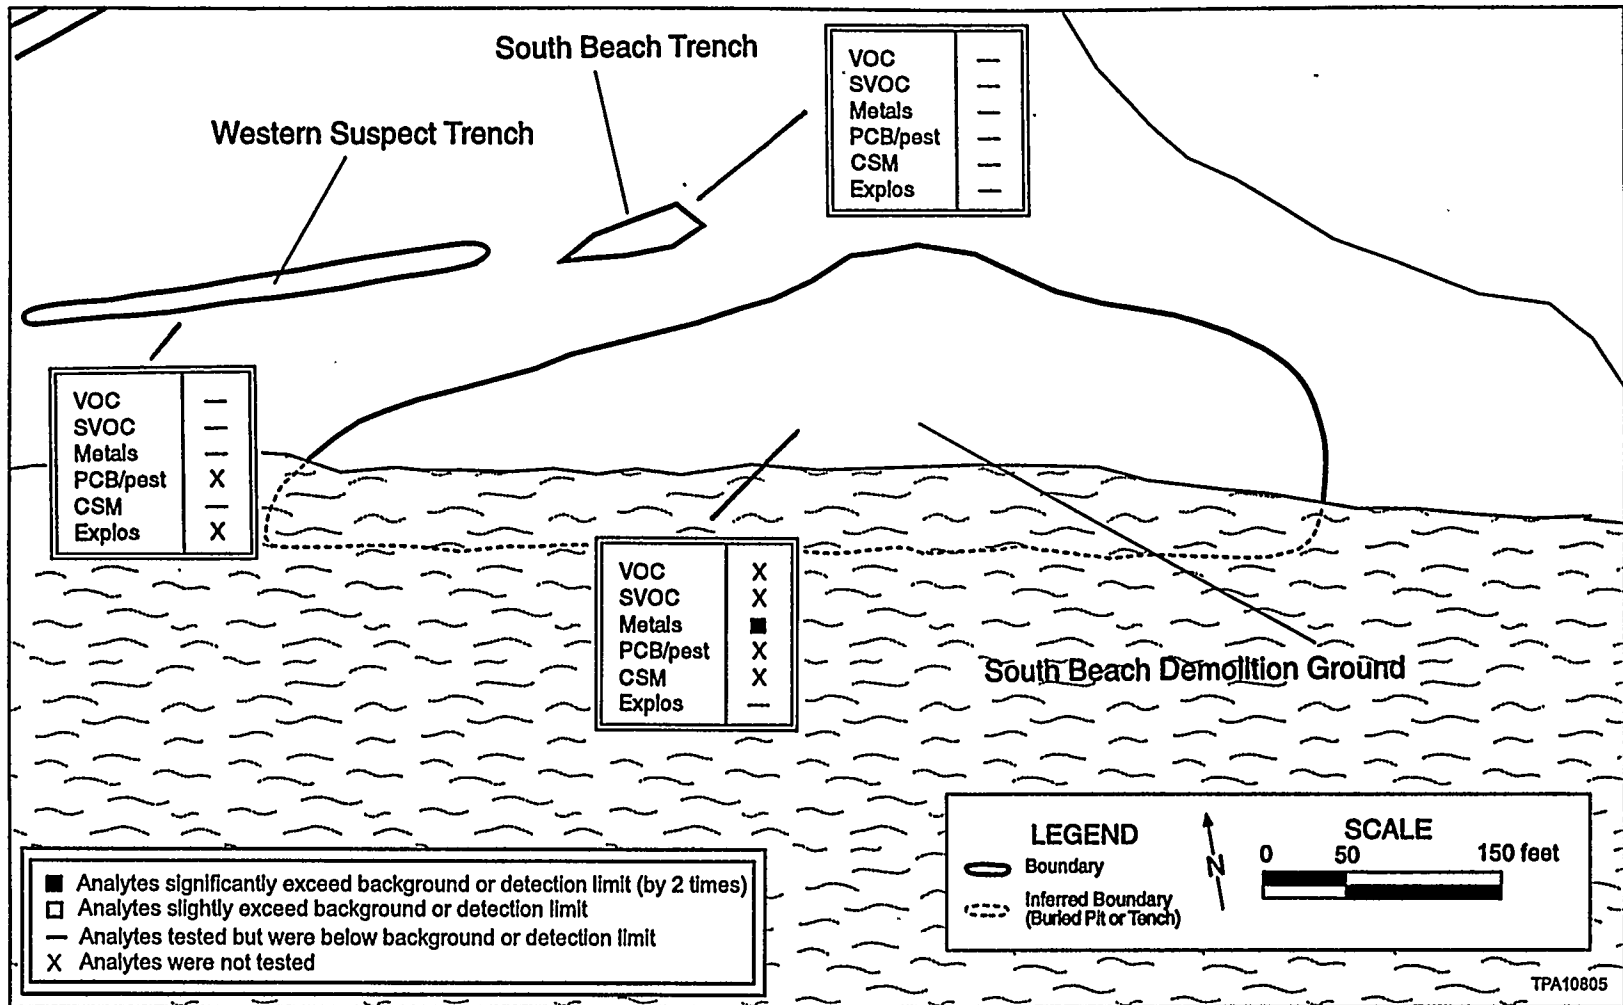 South Beach Trench
Western Suspect Trench
VOC —
SVOC —
Metals —
PCB/pest —
CSM —
Explos —
VOC —
SVOC —
Metals —
PCB/pest X
CSM —
Explos X
VOC X
SVOC X
Metals ■
PCB/pest X
CSM X
Explos —
South Beach Demolition Ground
■ Analytes significantly exceed background or detection limit (by 2 times)
□ Analytes slightly exceed background or detection limit
— Analytes tested but were below background or detection limit
X Analytes were not tested
LEGEND
Boundary
Inferred Boundary
(Buried Pit or Tench)
N
SCALE
0 50 150 feet
TPA10805